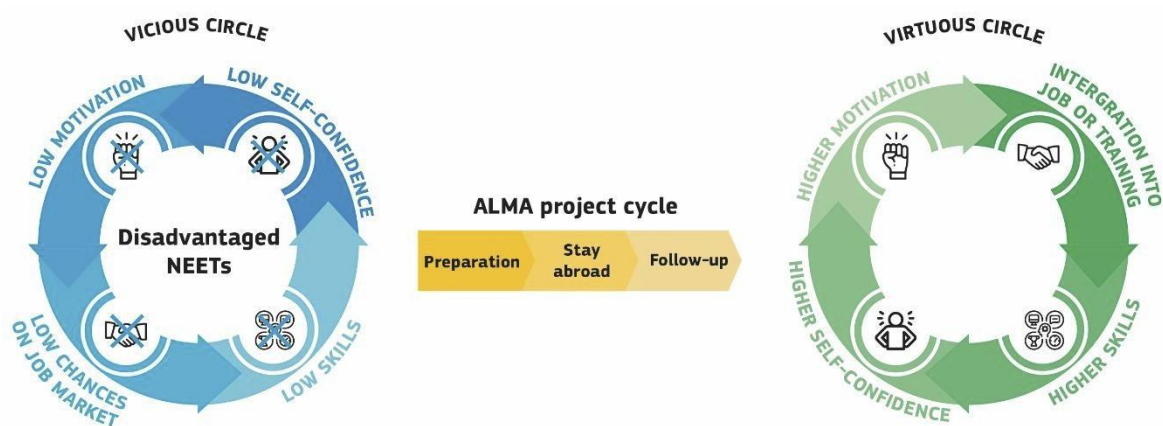 VICIOUS CIRCLE
LOW MOTIVATION
LOW SELF-CONFIDENCE
Disadvantaged
NEETs
LOW CHANCES
ON JOB MARKET
LOW SKILLS
ALMA project cycle
Preparation
Stay
abroad
Follow-up
VIRTUOUS CIRCLE
HIGHER MOTIVATION
INTERGRATION INTO
JOB OR TRAINING
HIGHER SELF-CONFIDENCE
HIGHER SKILLS